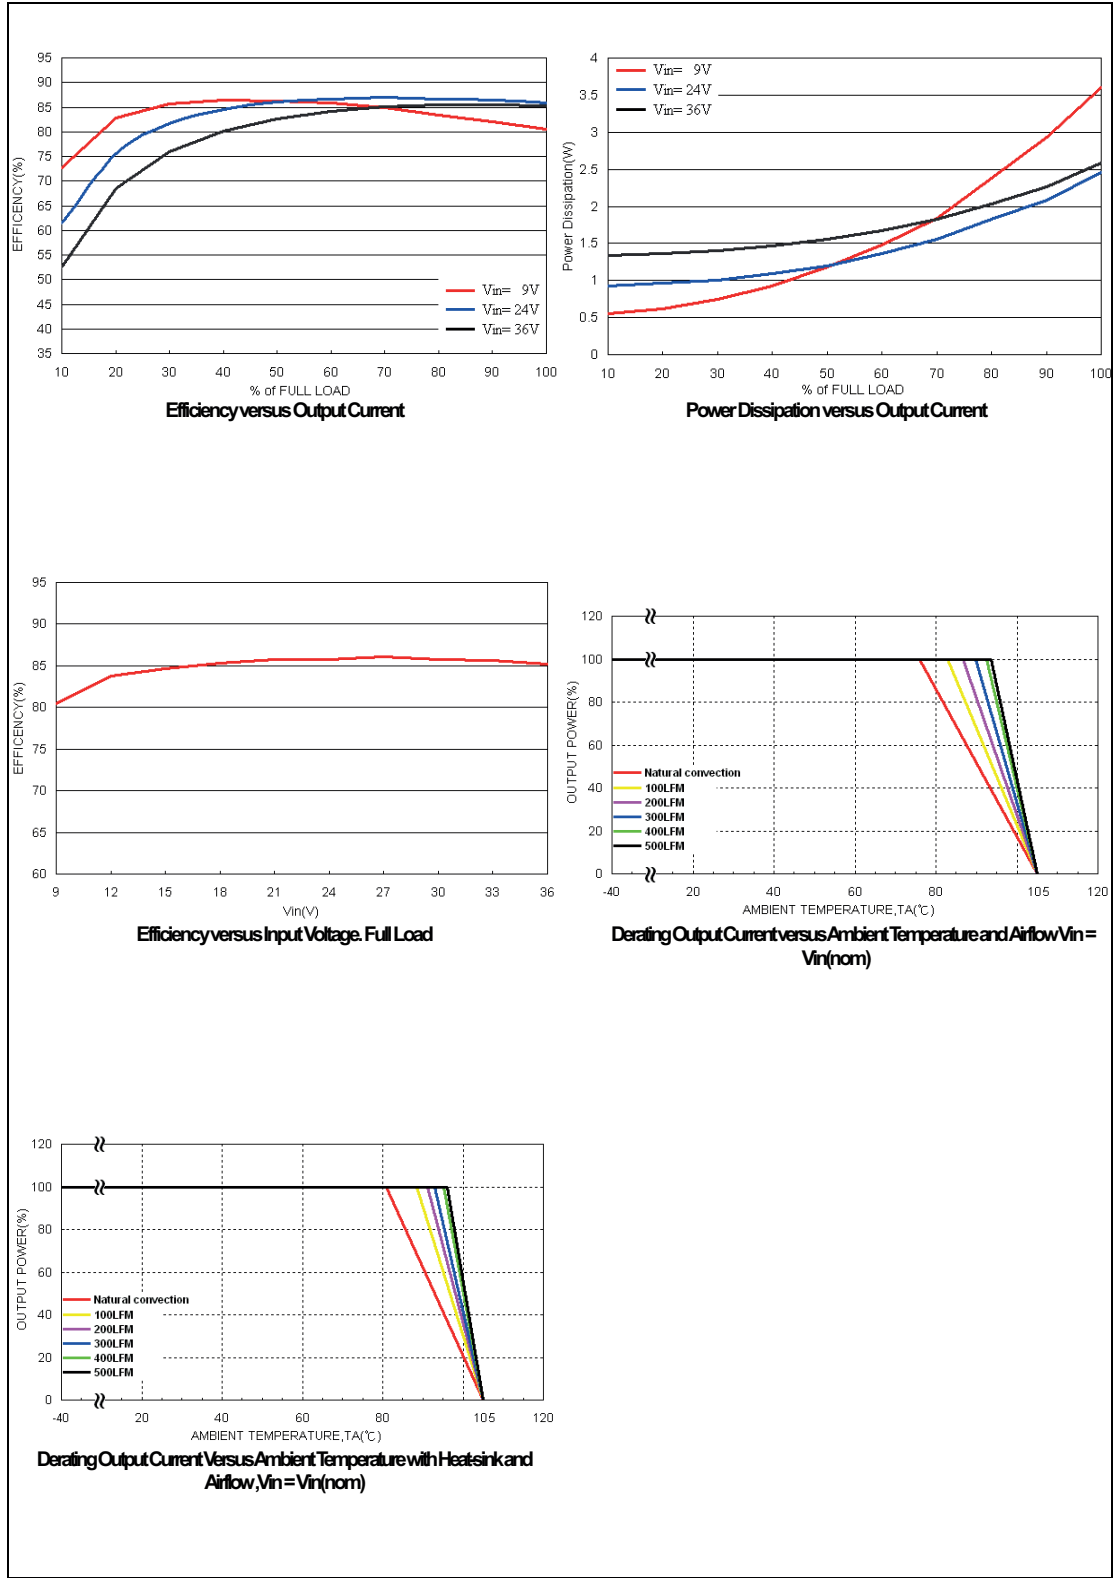 95
90
85
80
75
70
65
60
55
50
45
40
35
EFFICENCY(%)
Vin= 9V
Vin= 24V
Vin= 36V
10 20 30 40 50 60 70 80 90 100
% of FULL LOAD
Efficiency versus Output Current
4
3.5
3
2.5
2
1.5
1
0.5
0
Power Dissipation(W)
Vin= 9V
Vin= 24V
Vin= 36V
10 20 30 40 50 60 70 80 90 100
% of FULL LOAD
Power Dissipation versus Output Current
95
90
85
80
75
70
65
60
EFFICENCY(%)
9 12 15 18 21 24 27 30 33 36
Vin(V)
Efficiency versus Input Voltage. Full Load
120
100
80
60
40
20
0
OUTPUT POWER(%)
Natural convection
100LFM
200LFM
300LFM
400LFM
500LFM
-40 20 40 60 80 105 120
AMBIENT TEMPERATURE,TA(℃)
Derating Output Current versus Ambient Temperature and Airflow Vin =
Vin(nom)
120
100
80
60
40
20
0
OUTPUT POWER(%)
Natural convection
100LFM
200LFM
300LFM
400LFM
500LFM
-40 20 40 60 80 105 120
AMBIENT TEMPERATURE,TA(℃)
Derating Output Current Versus Ambient Temperature with Heat-sink and
Airflow, Vin = Vin(nom)